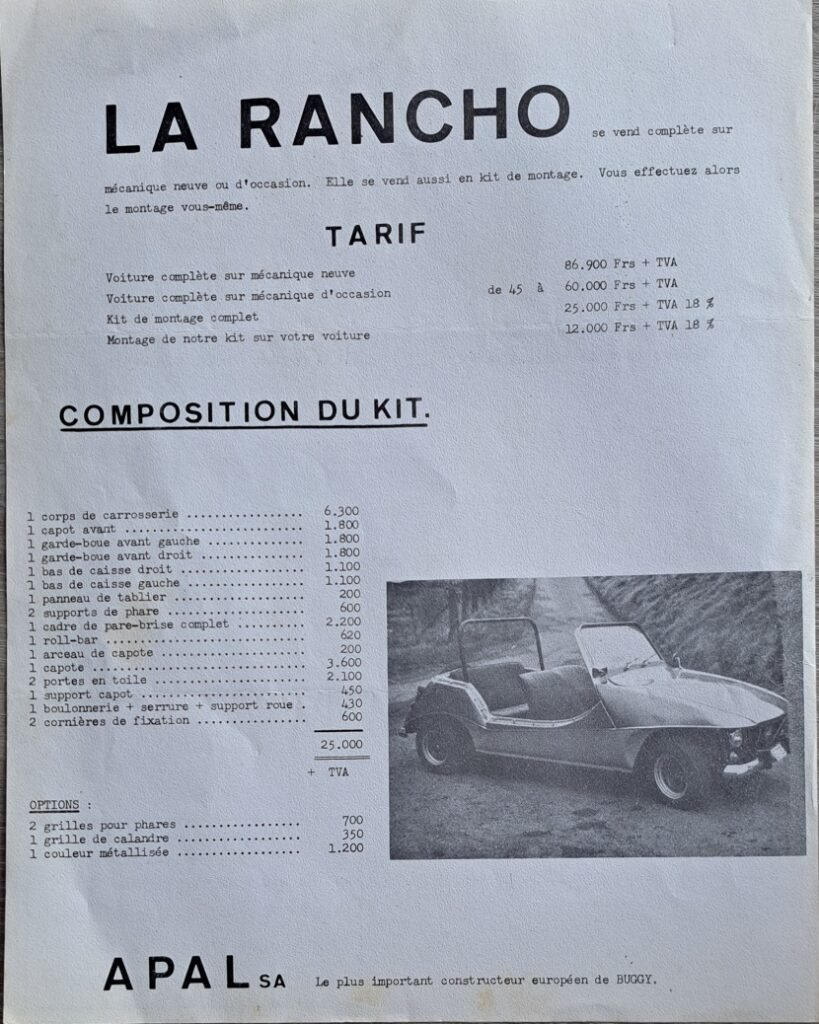 LA RANCHO se vend complète sur
mécanique neuve ou d'occasion. Elle se vend aussi en kit de montage. Vous effectuez alors
le montage vous-même.
TARIF
Voiture complète sur mécanique neuve 86.900 Frs + TVA
Voiture complète sur mécanique d'occasion de 45 à 60.000 Frs + TVA
Kit de montage complet 25.000 Frs + TVA 18 %
Montage de notre kit sur votre voiture 12.000 Frs + TVA 18 %
COMPOSITION DU KIT.
1 corps de carrosserie ................. 6.300
1 capot avant .......................... 1.800
1 garde-boue avant gauche .............. 1.800
1 garde-boue avant droit ............... 1.800
1 bas de caisse droit .................. 1.100
1 bas de caisse gauche ................. 1.100
1 panneau de tablier ................... 200
2 supports de phare .................... 600
1 cadre de pare-brise complet .......... 2.200
1 roll-bar ............................. 620
1 arceau de capote ..................... 200
1 capote ............................... 3.600
2 portes en toile ...................... 2.100
1 support capot ........................ 450
1 boulonnerie + serrure + support roue . 430
2 cornières de fixation ................ 600
25.000
+ TVA
OPTIONS :
2 grilles pour phares ................. 700
1 grille de calandre .................. 350
1 couleur métallisée .................. 1.200
APAL SA Le plus important constructeur européen de BUGGY.